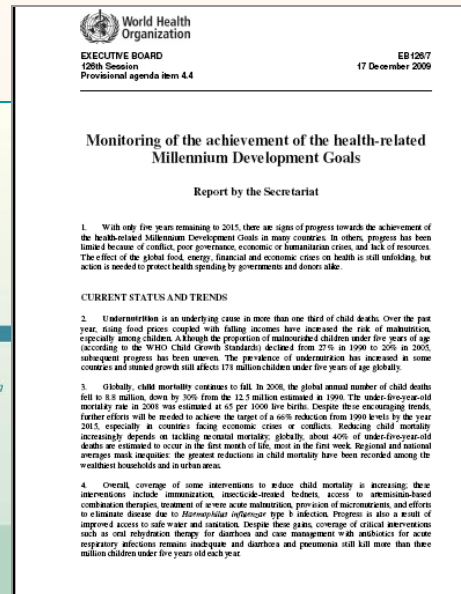 World Health
Organization
EXECUTIVE BOARD
EB126/7
126th Session
17 December 2009
Provisional agenda item 4.4
Monitoring of the achievement of the health-related
Millennium Development Goals
Report by the Secretariat
1. With only five years remaining to 2015, there are signs of progress towards the achievement of
the health-related Millennium Development Goals in many countries. In others, progress has been
limited because of conflict, poor governance, economic or humanitarian crises, and lack of resources.
The effect of the global food, energy, financial and economic crises on health is still unfolding, but
action is needed to protect health spending by governments and donors alike.
CURRENT STATUS AND TRENDS
2. Undernutrition is an underlying cause in more than one third of child deaths. Over the past
year, rising food prices coupled with falling incomes have increased the risk of malnutrition,
especially among children. Although the proportion of malnourished children under five years of age
(according to the WHO Child Growth Standards) declined from 27% in 1990 to 20% in 2005,
subsequent progress has been uneven. The prevalence of undernutrition has increased in some
countries and stunted growth still affects 178 million children under five years of age globally.
3. Globally, child mortality continues to fall. In 2008, the global annual number of child deaths
fell to 8.8 million, down by 30% from the 12.5 million estimated in 1990. The under-five-year-old
mortality rate in 2008 was estimated at 65 per 1000 live births. Despite these encouraging trends,
further efforts will be needed to achieve the target of a 66% reduction from 1990 levels by the year
2015, especially in countries facing economic crises or conflicts. Reducing child mortality
increasingly depends on tackling neonatal mortality; globally, about 40% of under-five-year-old
deaths are estimated to occur in the first month of life, most in the first week. Regional and national
averages mask inequities: the greatest reductions in child mortality have been recorded among the
wealthiest households and in urban areas.
4. Overall, coverage of some interventions to reduce child mortality is increasing; these
interventions include immunization, insecticide-treated bednets, access to artemisinin-based
combination therapies, treatment of severe acute malnutrition, provision of micronutrients, and efforts
to eliminate disease due to Haemophilus influenzae type b infection. Progress is also a result of
improved access to safe water and sanitation. Despite these gains, coverage of critical interventions
such as oral rehydration therapy for diarrhoea and case management with antibiotics for acute
respiratory infections remains inadequate and diarrhoea and pneumonia still kill more than three
million children under five years old each year.